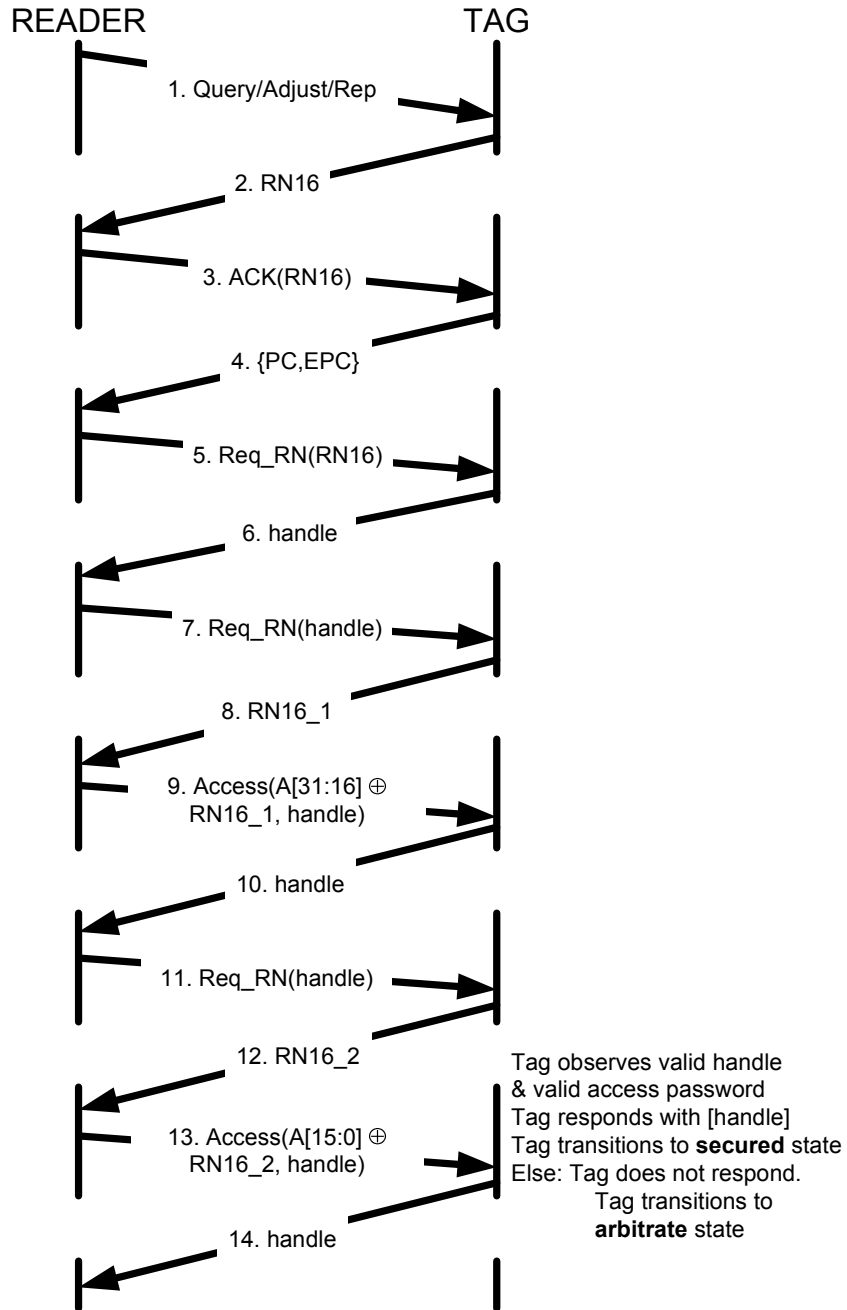 READER
TAG
1. Query/Adjust/Rep
2. RN16
3. ACK(RN16)
4. {PC,EPC}
5. Req_RN(RN16)
6. handle
7. Req_RN(handle)
8. RN16_1
9. Access(A[31:16] ⊕
RN16_1, handle)
10. handle
11. Req_RN(handle)
12. RN16_2
13. Access(A[15:0] ⊕
RN16_2, handle)
14. handle
Tag observes valid handle
& valid access password
Tag responds with [handle]
Tag transitions to secured state
Else: Tag does not respond.
Tag transitions to
arbitrate state